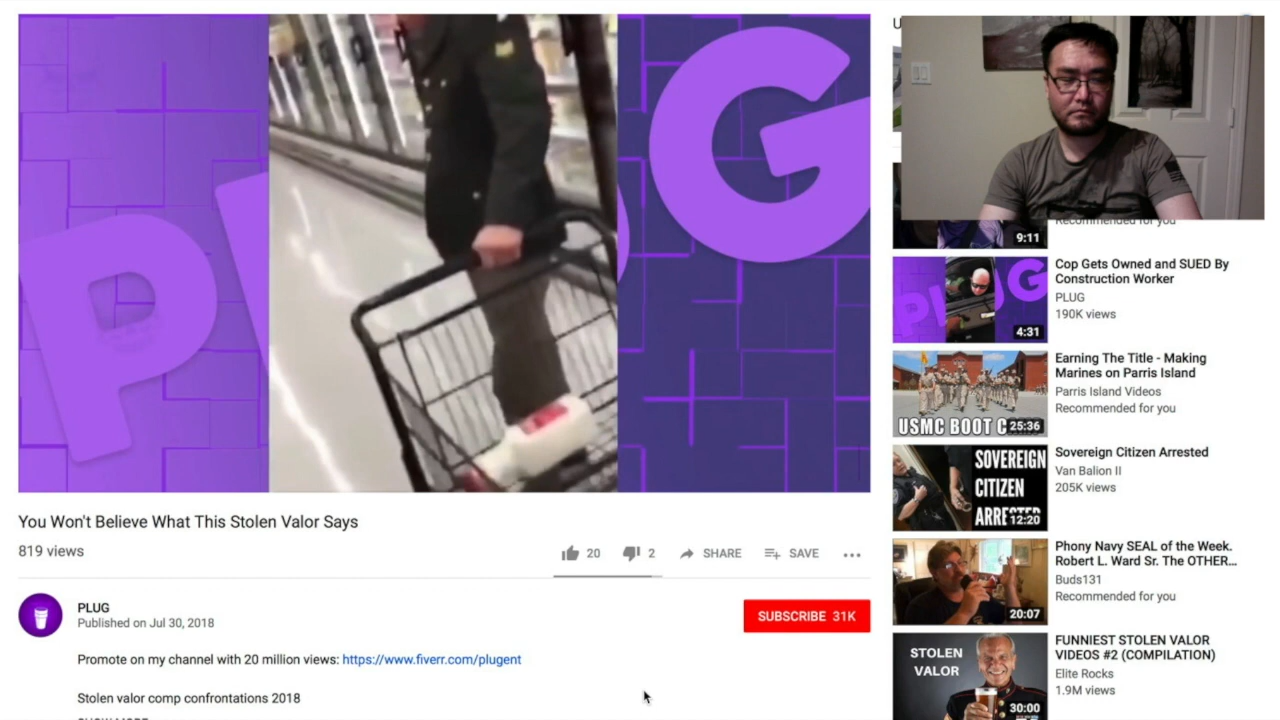 P
G
U
9:11
Recommended for you
PLUG
4:31
Cop Gets Owned and SUED By
Construction Worker
PLUG
190K views
USMC BOOT C
25:36
Earning The Title - Making
Marines on Parris Island
Parris Island Videos
Recommended for you
SOVEREIGN
CITIZEN
ARRESTED
12:20
Sovereign Citizen Arrested
Van Balion II
205K views
20:07
Phony Navy SEAL of the Week.
Robert L. Ward Sr. The OTHER...
Buds131
Recommended for you
STOLEN
VALOR
30:00
FUNNIEST STOLEN VALOR
VIDEOS #2 (COMPILATION)
Elite Rocks
1.9M views
You Won't Believe What This Stolen Valor Says
819 views
20
2
SHARE
SAVE
PLUG
Published on Jul 30, 2018
SUBSCRIBE 31K
Promote on my channel with 20 million views: https://www.fiverr.com/plugent
Stolen valor comp confrontations 2018
SHOW MORE